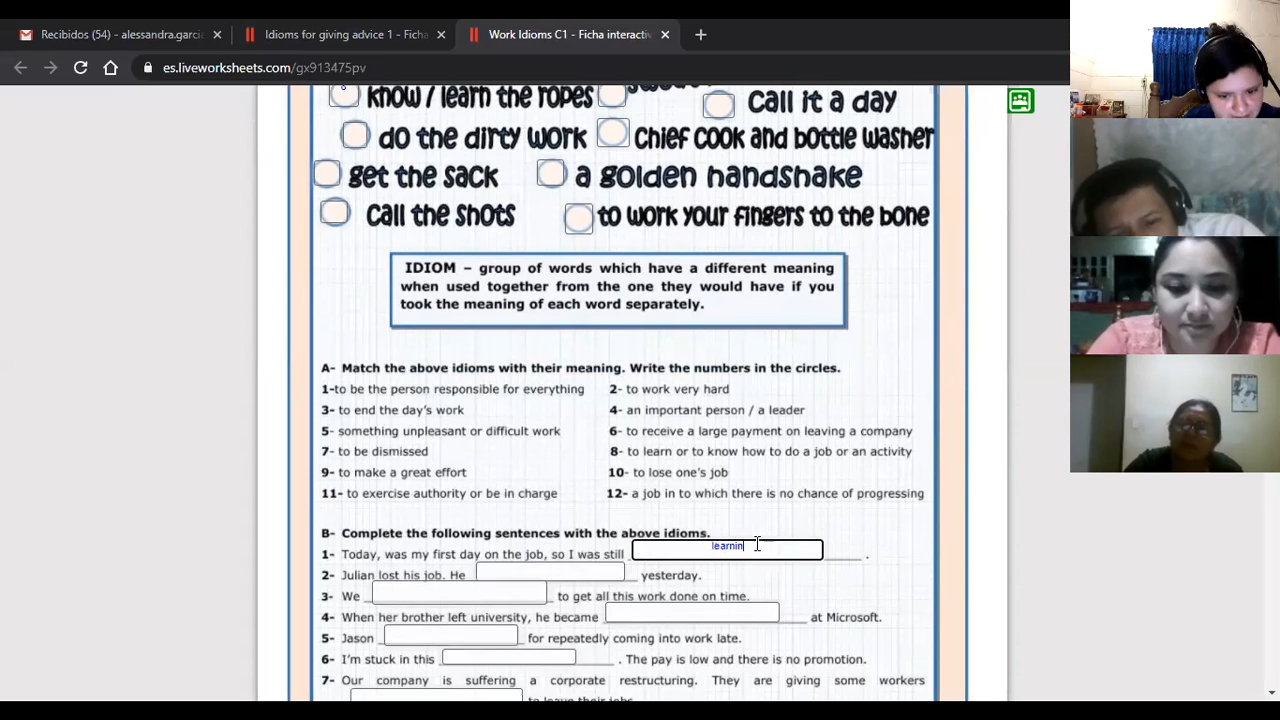 Recibidos (54) - alessandra.garci
Idioms for giving advice 1 - Ficha
Work Idioms C1 - Ficha interactiv
es.liveworksheets.com/gx913475pv
know / learn the ropes
Call it a day
do the dirty work
Chief cook and bottle washer
get the sack
a golden handshake
Call the shots
to work your fingers to the bone
IDIOM – group of words which have a different meaning
when used together from the one they would have if you
took the meaning of each word separately.
A- Match the above idioms with their meaning. Write the numbers in the circles.
1-to be the person responsible for everything
2- to work very hard
3- to end the day's work
4- an important person / a leader
5- something unpleasant or difficult work
6- to receive a large payment on leaving a company
7- to be dismissed
8- to learn or to know how to do a job or an activity
9- to make a great effort
10- to lose one's job
11- to exercise authority or be in charge
12- a job in to which there is no chance of progressing
B- Complete the following sentences with the above idioms.
1- Today, was my first day on the job, so I was still learnin ______ .
2- Julian lost his job. He __ yesterday.
3- We _ _ to get all this work done on time.
4- When her brother left university, he became ____ at Microsoft.
5- Jason _ _ for repeatedly coming into work late.
6- I'm stuck in this ______ . The pay is low and there is no promotion.
7- Our company is suffering a corporate restructuring. They are giving some workers
to leave their jobs.